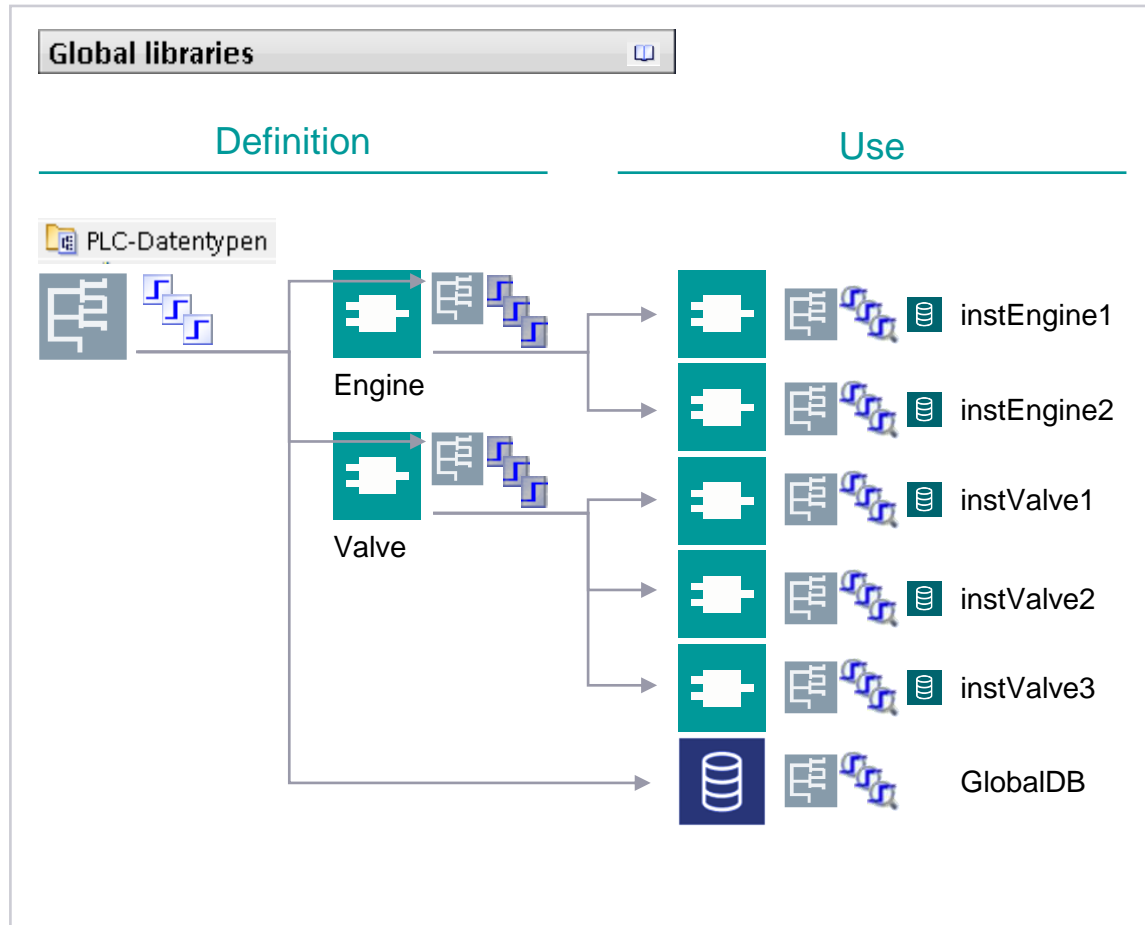 Global libraries
Definition
Use
PLC-Datentypen
Engine
Valve
instEngine1
instEngine2
instValve1
instValve2
instValve3
GlobalDB